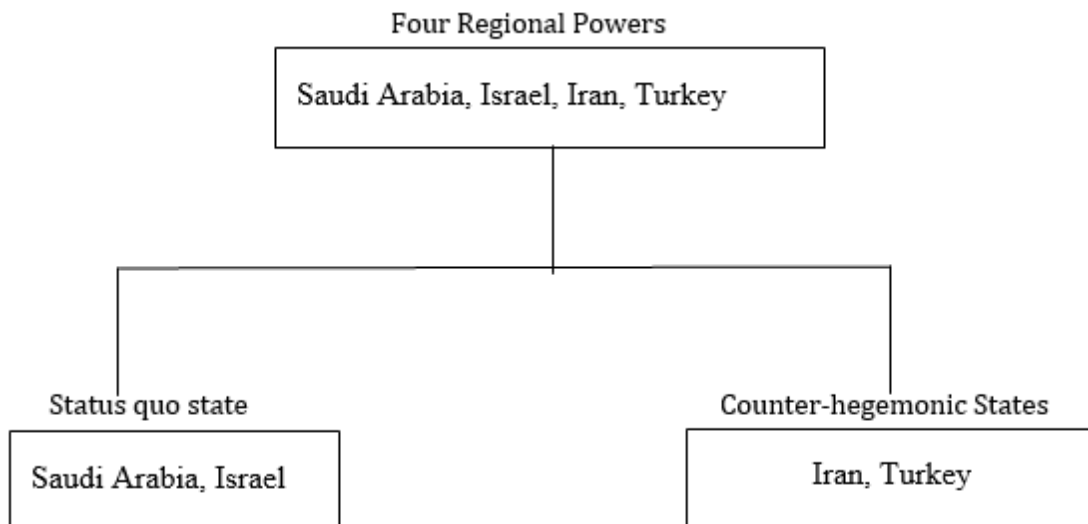 Four Regional Powers
Saudi Arabia, Israel, Iran, Turkey
Status quo state
Saudi Arabia, Israel
Counter-hegemonic States
Iran, Turkey